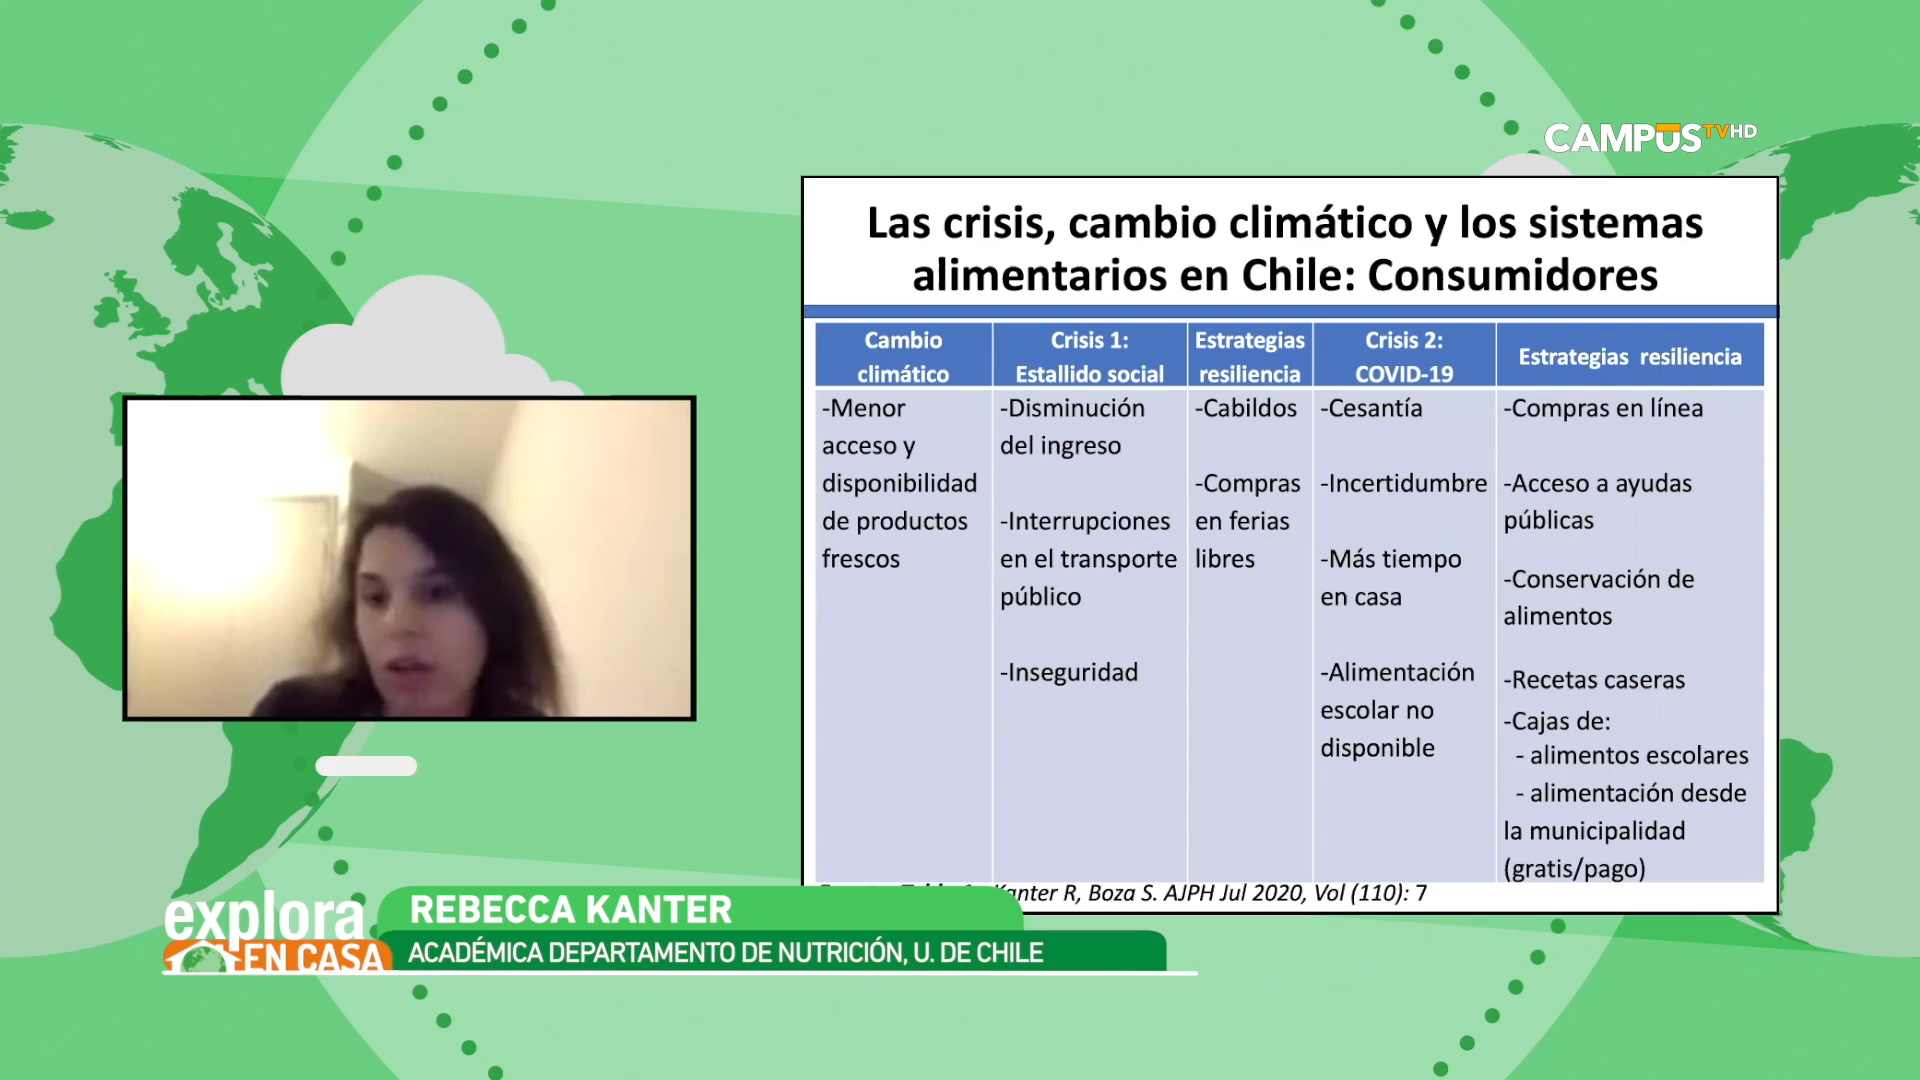 CAMPUS TV HD
Las crisis, cambio climático y los sistemas
alimentarios en Chile: Consumidores
Cambio
climático
Crisis 1:
Estallido social
Estrategias
resiliencia
Crisis 2:
COVID-19
Estrategias resiliencia
-Menor
acceso y
disponibilidad
de productos
frescos
-Disminución
del ingreso
-Interrupciones
en el transporte
público
-Inseguridad
-Cabildos
-Compras
en ferias
libres
-Cesantía
-Incertidumbre
-Más tiempo
en casa
-Alimentación
escolar no
disponible
-Compras en línea
-Acceso a ayudas
públicas
-Conservación de
alimentos
-Recetas caseras
-Cajas de:
- alimentos escolares
- alimentación desde
la municipalidad
(gratis/pago)
R, Boza S. AJPH Jul 2020, Vol (110): 7
explora
EN CASA
REBECCA KANTER
ACADÉMICA DEPARTAMENTO DE NUTRICIÓN, U. DE CHILE